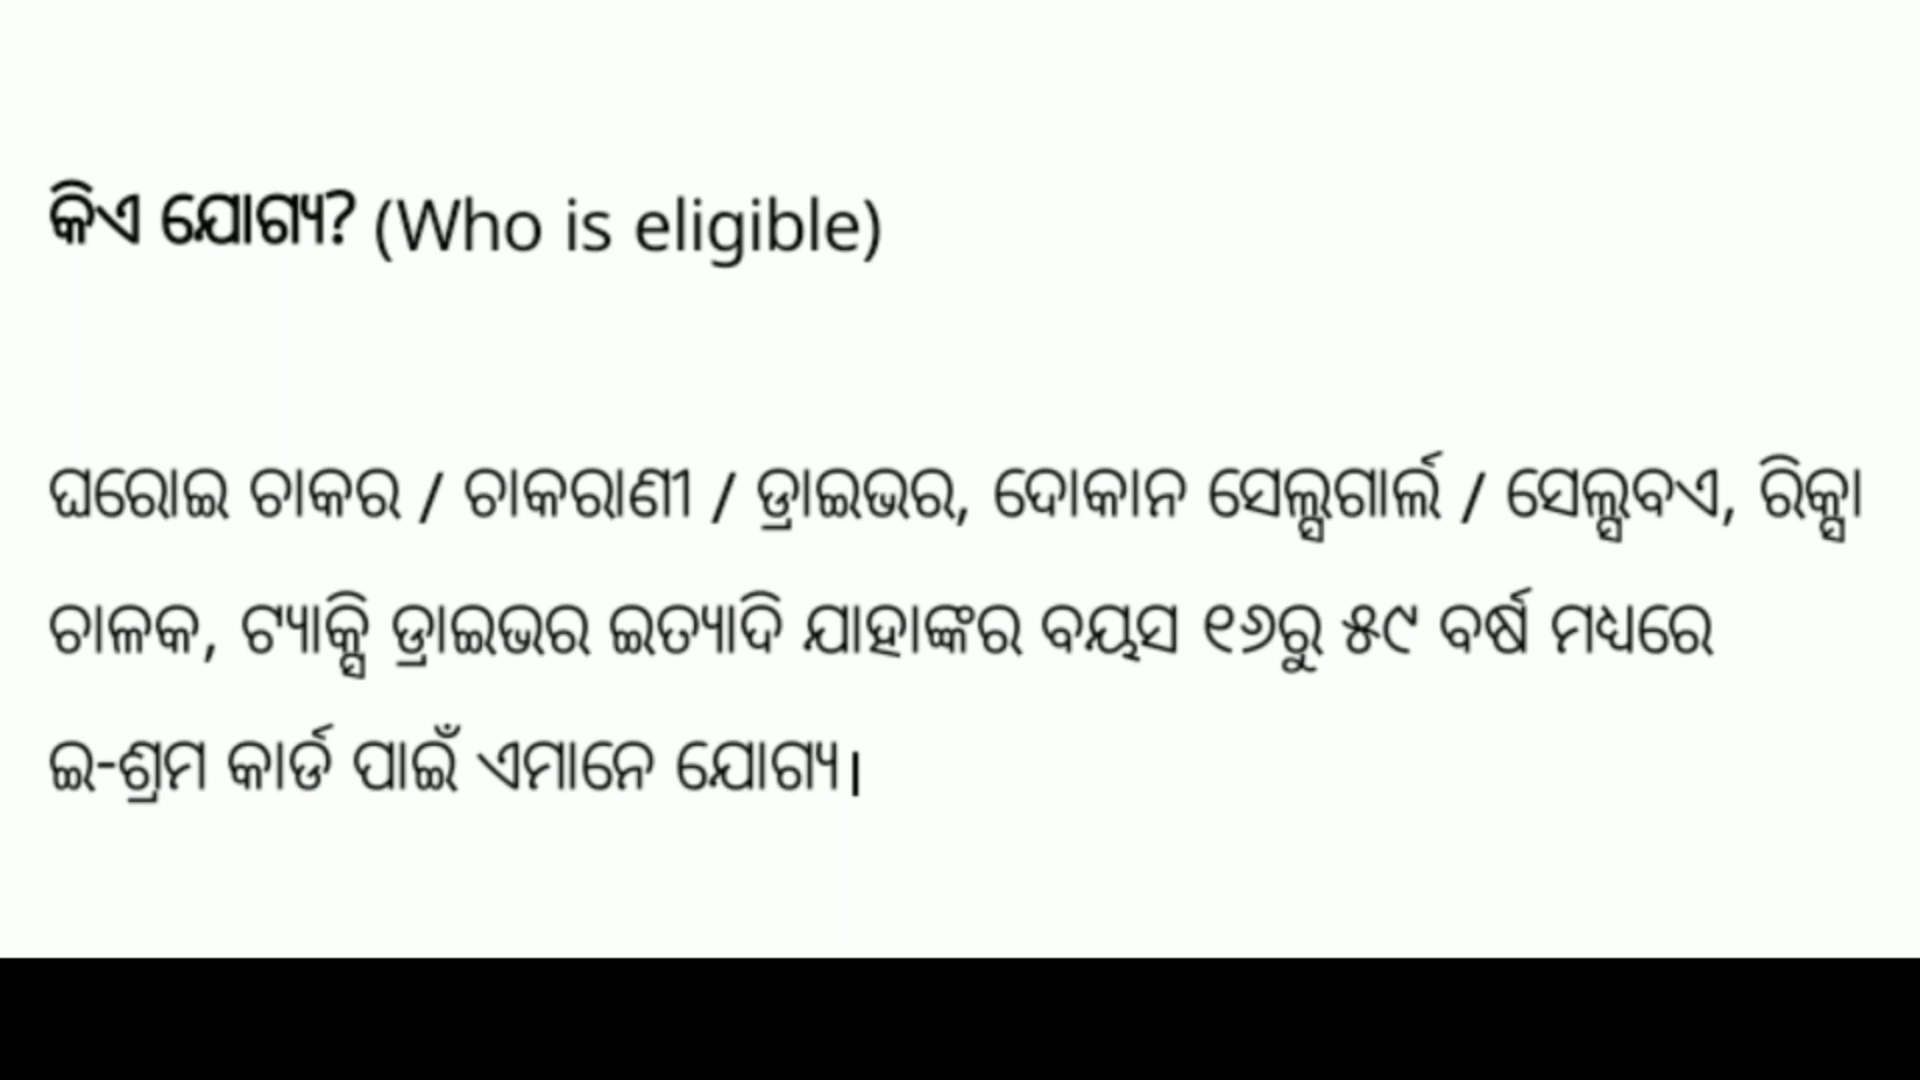 କିଏ ଯୋଗ୍ୟ? (Who is eligible)
ଘରୋଇ ଚାକର / ଚାକରାଣୀ / ଡ୍ରାଇଭର, ଦୋକାନ ସେଲ୍ସଗାର୍ଲ / ସେଲ୍ସବଏ, ରିକ୍ସା
ଚାଳକ, ଟ୍ୟାକ୍ସି ଡ୍ରାଇଭର ଇତ୍ୟାଦି ଯାହାଙ୍କର ବୟସ ୧୬ରୁ ୫୯ ବର୍ଷ ମଧ୍ୟରେ
ଇ-ଶ୍ରମ କାର୍ଡ ପାଇଁ ଏମାନେ ଯୋଗ୍ୟ।